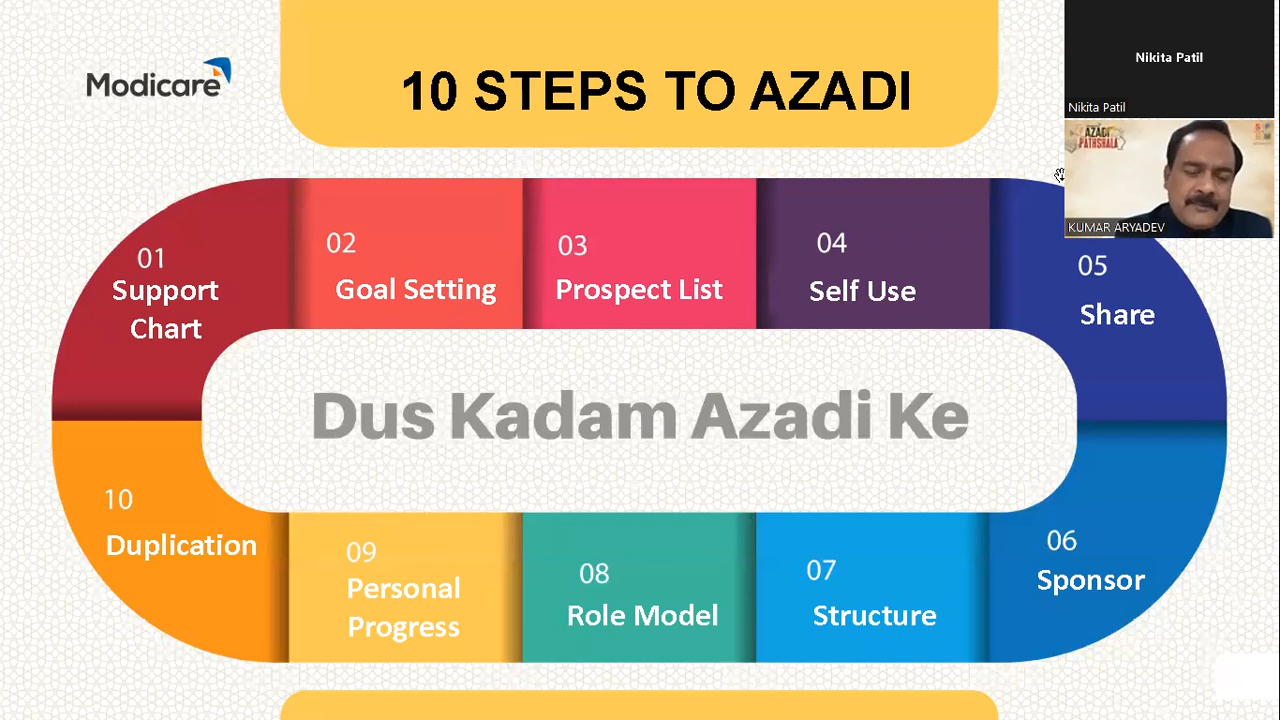 Modicare
10 STEPS TO AZADI
Nikita Patil
Nikita Patil
AZADI
PATHSHALA
KUMAR ARYADEV
01
Support
Chart
02
Goal Setting
03
Prospect List
04
Self Use
05
Share
Dus Kadam Azadi Ke
10
Duplication
09
Personal
Progress
08
Role Model
07
Structure
06
Sponsor